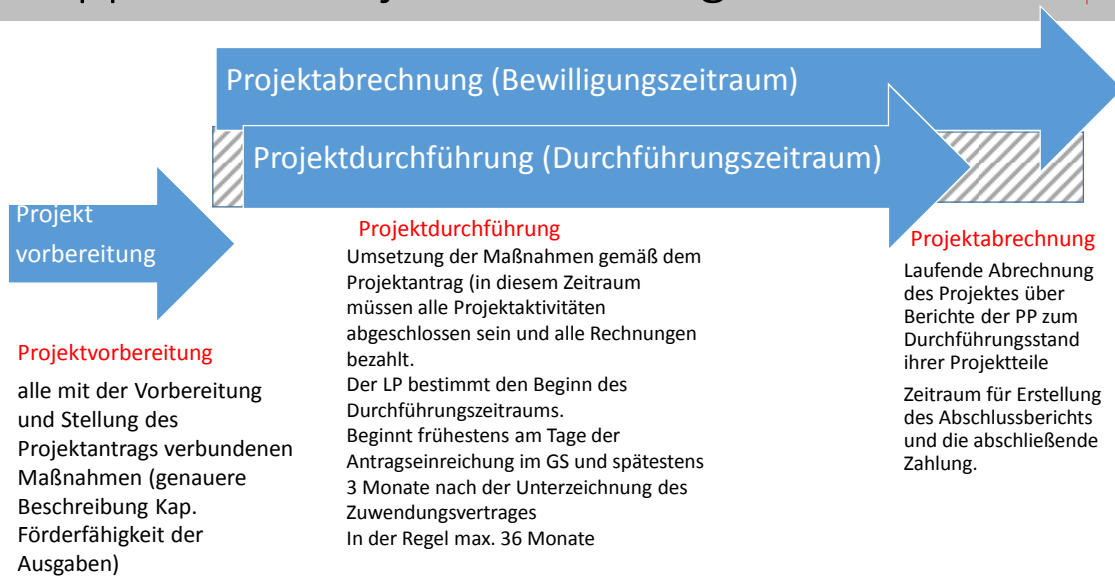 Projektabrechnung (Bewilligungszeitraum)
Projektdurchführung (Durchführungszeitraum)
Projekt
vorbereitung
Projektvorbereitung
alle mit der Vorbereitung
und Stellung des
Projektantrags verbundenen
Maßnahmen (genauere
Beschreibung Kap.
Förderfähigkeit der
Ausgaben)
Projektdurchführung
Umsetzung der Maßnahmen gemäß dem
Projektantrag (in diesem Zeitraum
müssen alle Projektaktivitäten
abgeschlossen sein und alle Rechnungen
bezahlt.
Der LP bestimmt den Beginn des
Durchführungszeitraums.
Beginnt frühestens am Tage der
Antragseinreichung im GS und spätestens
3 Monate nach der Unterzeichnung des
Zuwendungsvertrages
In der Regel max. 36 Monate
Projektabrechnung
Laufende Abrechnung
des Projektes über
Berichte der PP zum
Durchführungsstand
ihrer Projektteile
Zeitraum für Erstellung
des Abschlussberichts
und die abschließende
Zahlung.